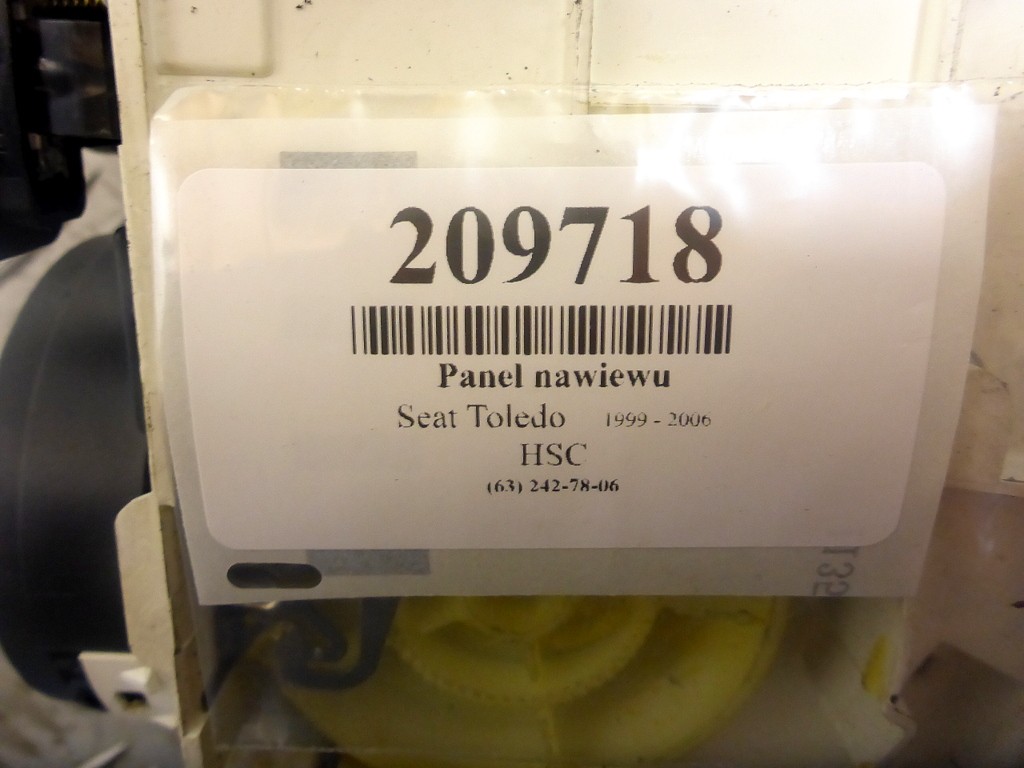 209718
Panel nawiewu
Seat Toledo 1999 - 2006
HSC
(63) 242-78-06